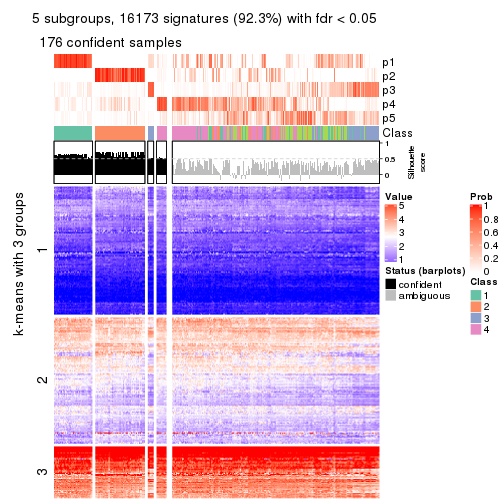 5 subgroups, 16173 signatures (92.3%) with fdr < 0.05
176 confident samples
p1
p2
p3
p4
p5
Class
1
0.5
0
Silhouette
score
k-means with 3 groups
1
2
3
Value
5
4
3
2
1
Status (barplots)
confident
ambiguous
Prob
1
0.8
0.6
0.4
0.2
0
Class
1
2
3
4